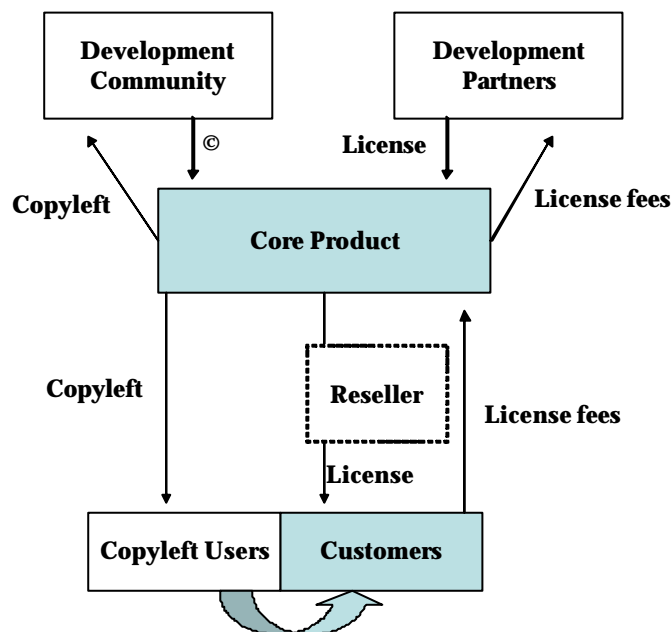 Development
Community
Development
Partners
©
License
Copyleft
License fees
Core Product
Copyleft
Reseller
License fees
License
Copyleft Users
Customers